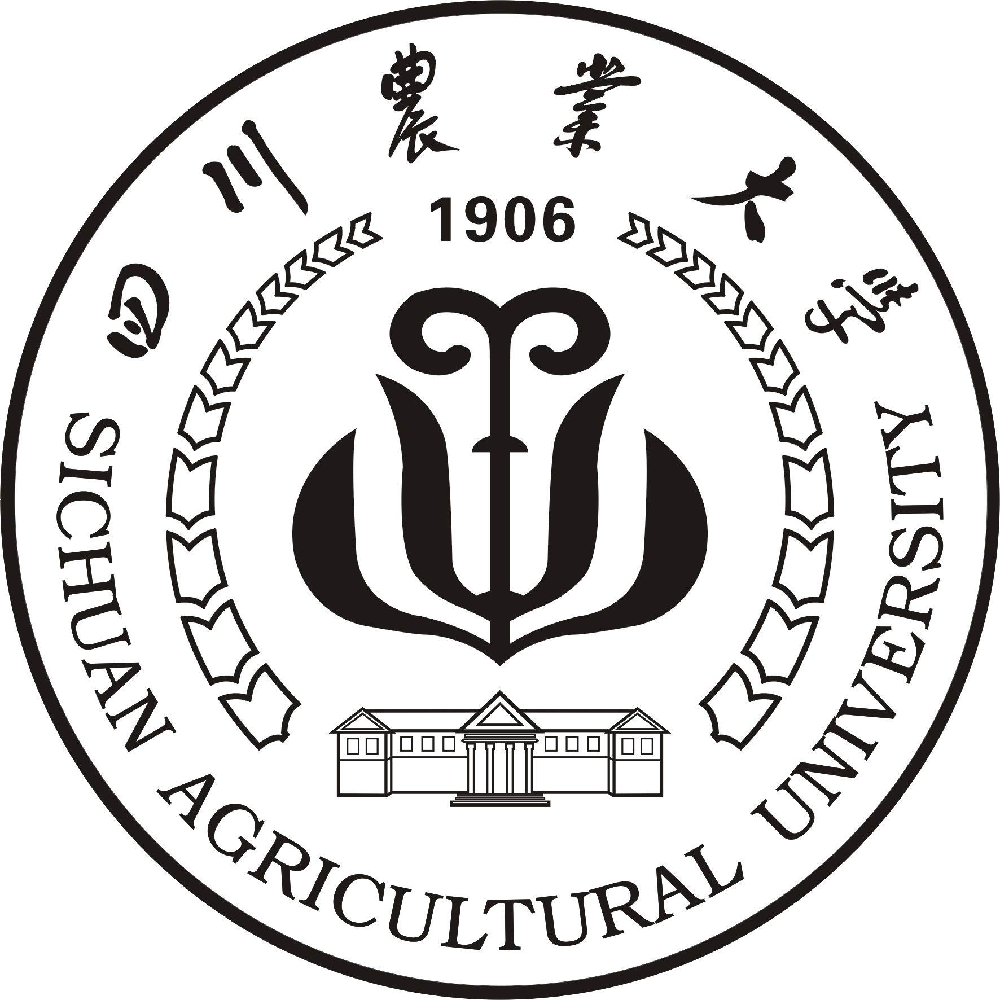 四川農業大學
1906
SICHUAN AGRICULTURAL UNIVERSITY